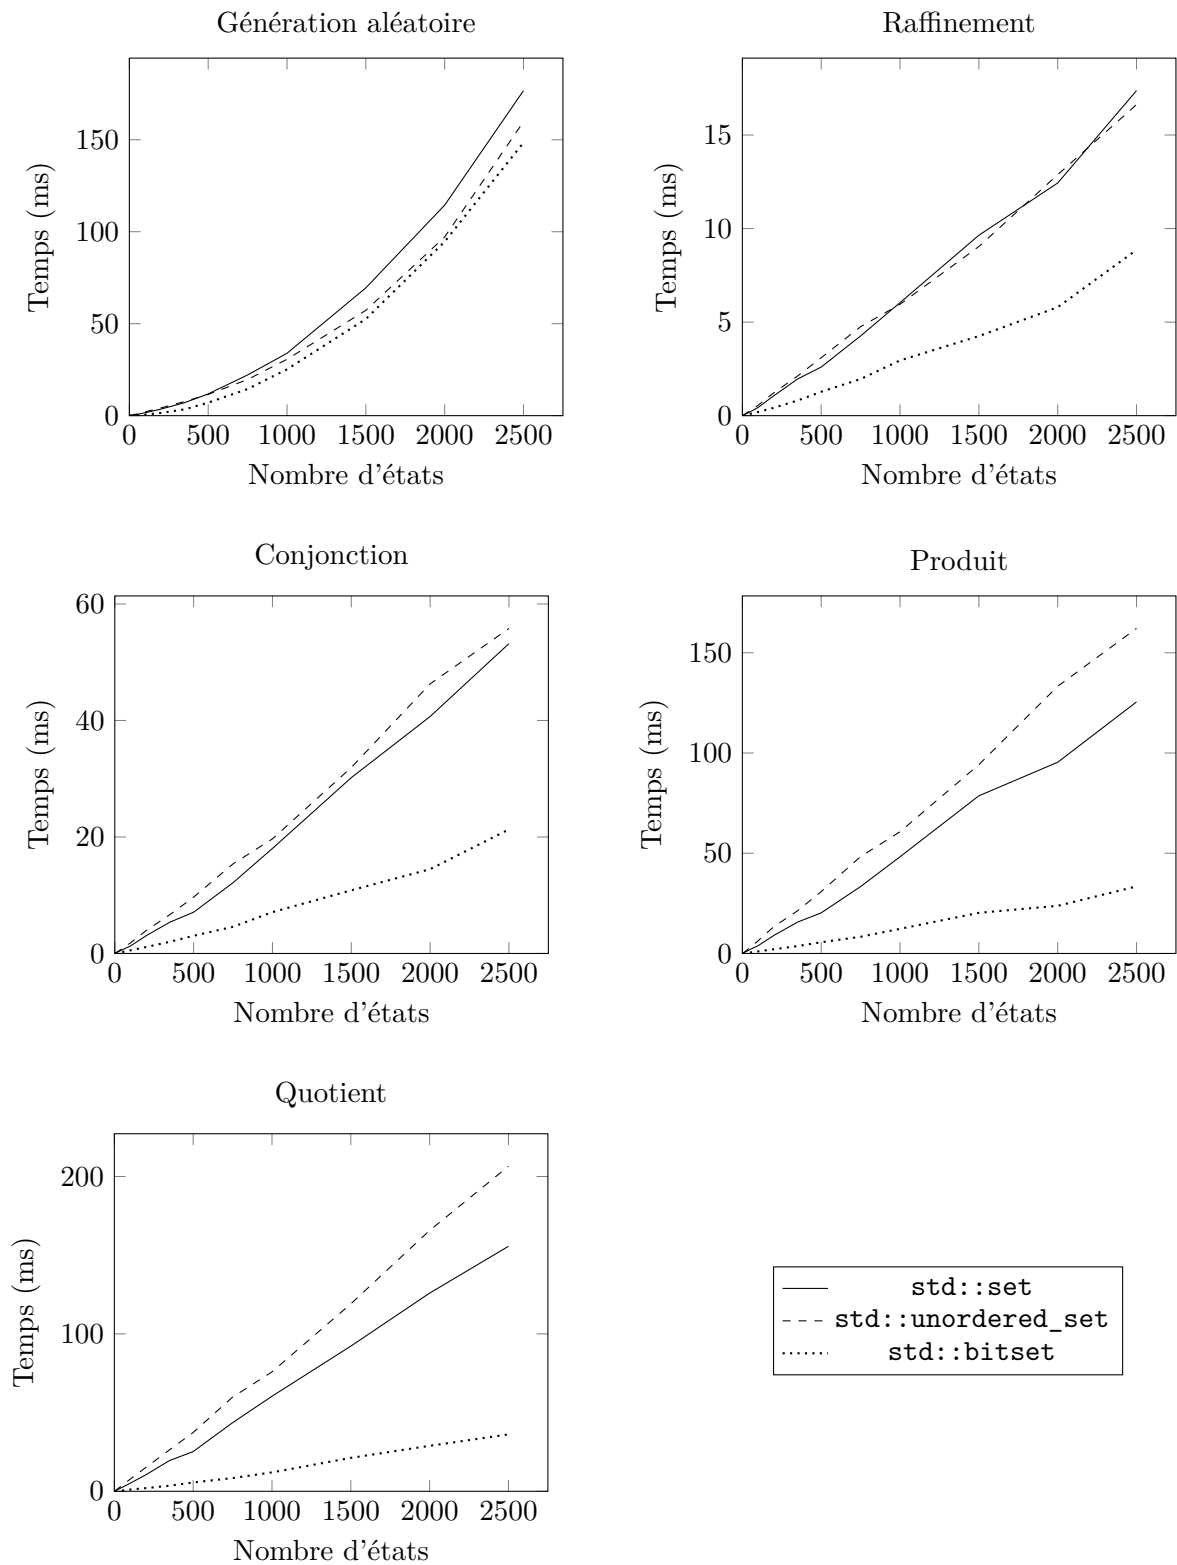 Génération aléatoire
Temps (ms)
150
100
50
0
0 500 1000 1500 2000 2500
Nombre d'états
Raffinement
Temps (ms)
15
10
5
0
0 500 1000 1500 2000 2500
Nombre d'états
Conjonction
Temps (ms)
60
40
20
0
0 500 1000 1500 2000 2500
Nombre d'états
Produit
Temps (ms)
150
100
50
0
0 500 1000 1500 2000 2500
Nombre d'états
Quotient
Temps (ms)
200
100
0
0 500 1000 1500 2000 2500
Nombre d'états
std::set
std::unordered_set
std::bitset